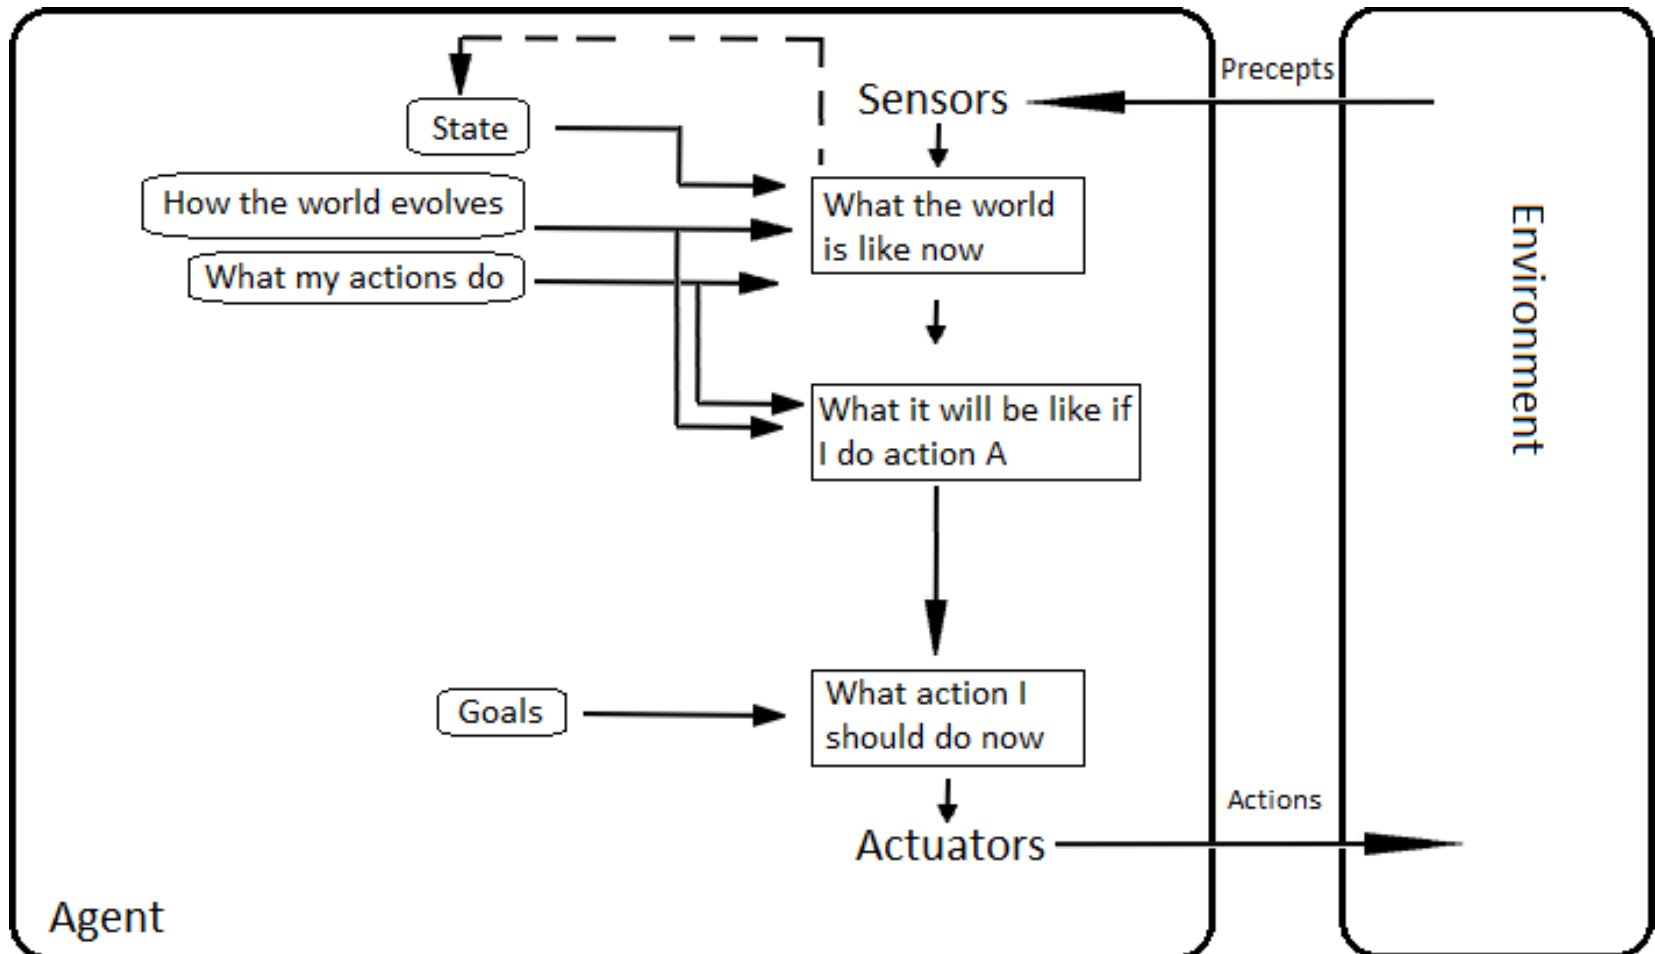 Precepts
Sensors
State
How the world evolves
What the world
is like now
What my actions do
Environment
What it will be like if
I do action A
What action I
should do now
Goals
Actions
Actuators
Agent